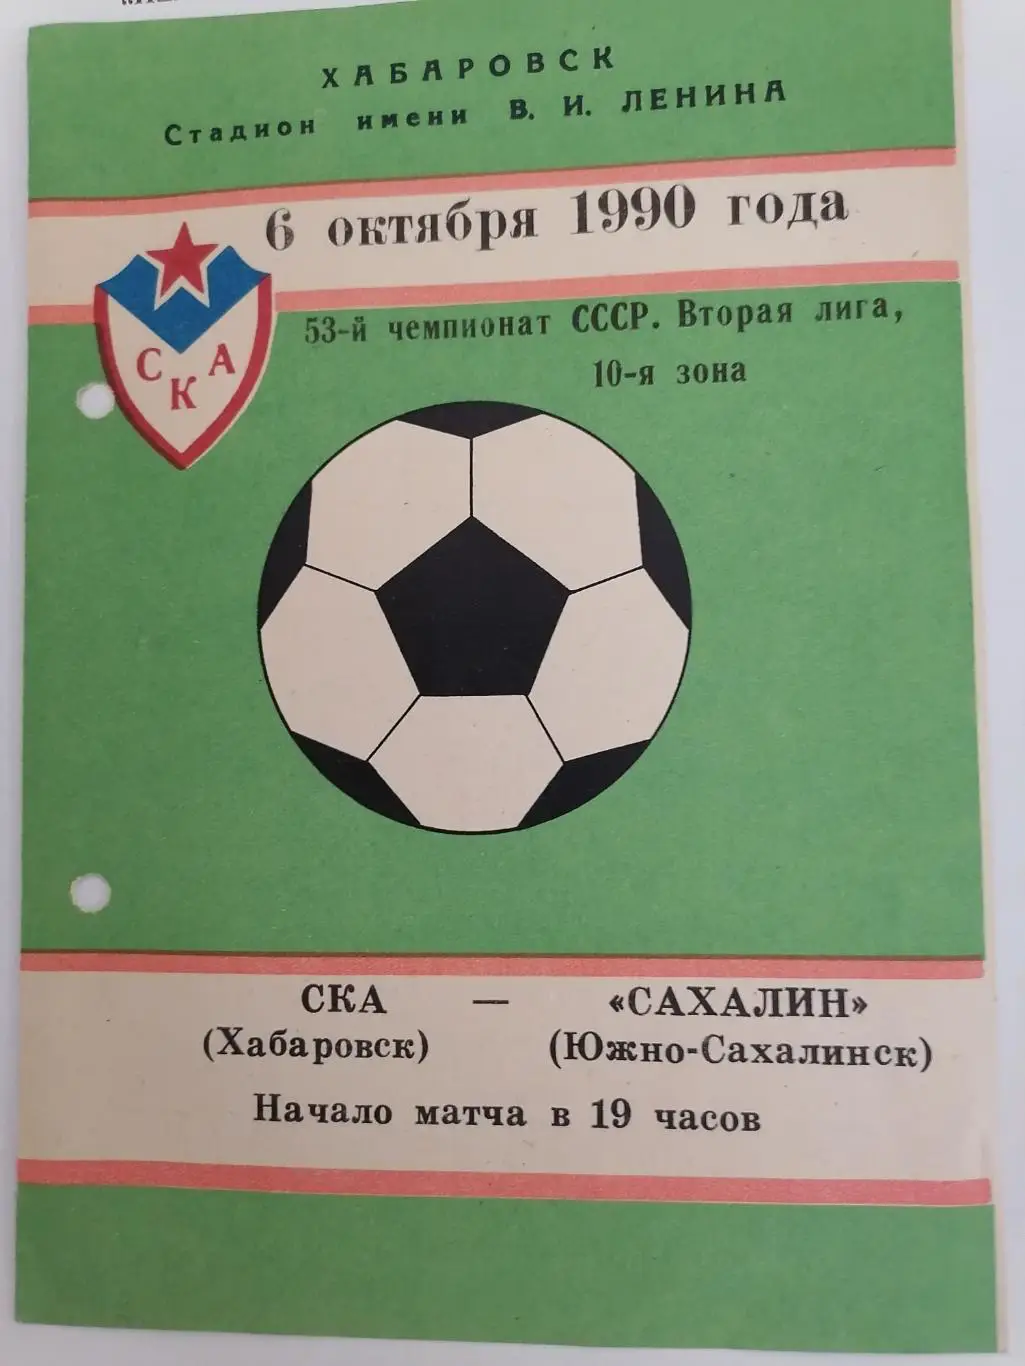 ХАБАРОВСК
Стадион имени В. И. ЛЕНИНА
6 октября 1990 года
СКА
53-й чемпионат СССР. Вторая лига,
10-я зона
СКА — «САХАЛИН»
(Хабаровск) (Южно-Сахалинск)
Начало матча в 19 часов